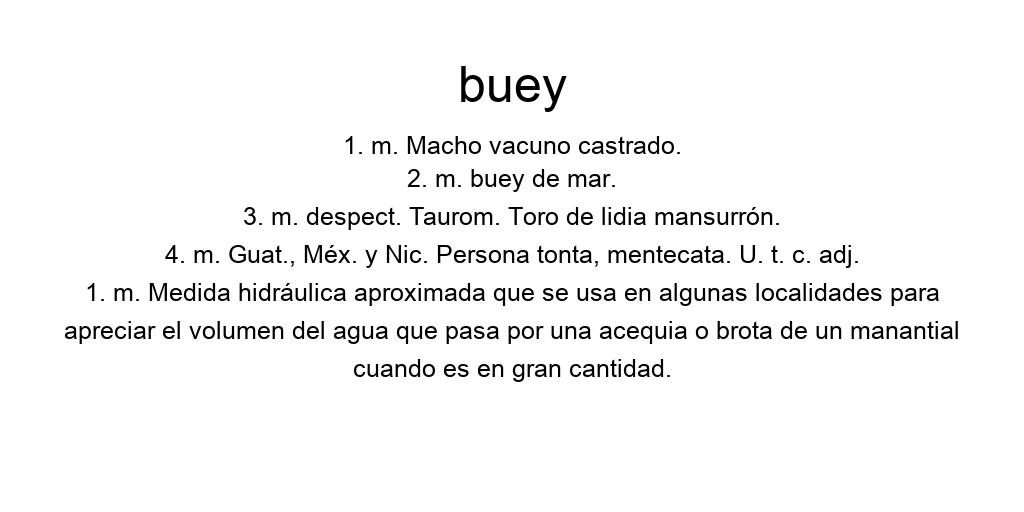 buey
1. m. Macho vacuno castrado.
2. m. buey de mar.
3. m. despect. Taurom. Toro de lidia mansurrón.
4. m. Guat., Méx. y Nic. Persona tonta, mentecata. U. t. c. adj.
1. m. Medida hidráulica aproximada que se usa en algunas localidades para
apreciar el volumen del agua que pasa por una acequia o brota de un manantial
cuando es en gran cantidad.